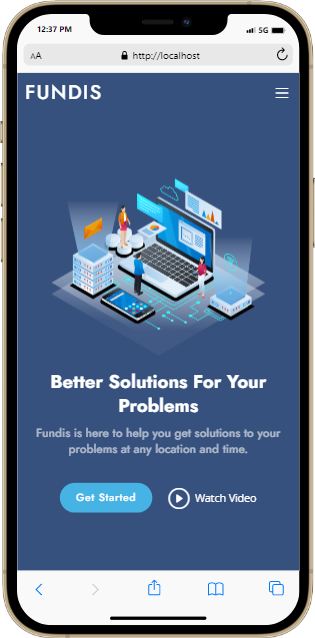 12:37 PM
5G
AA
http://localhost
FUNDIS
Better Solutions For Your
Problems
Fundis is here to help you get solutions to your
problems at any location and time.
Get Started
Watch Video